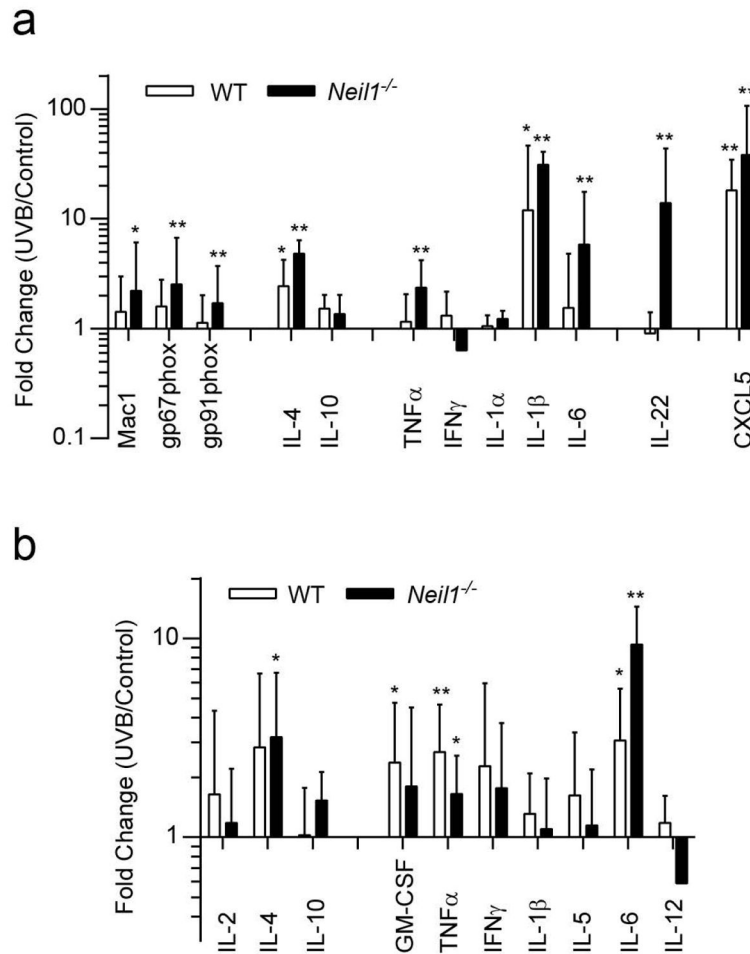 a
WT Neil1-/-
Fold Change (UVB/Control)
100
10
1
0.1
* ** ** * ** ** * ** ** ** ** **
Mac1 gp67phox gp91phox IL-4 IL-10 TNFα IFNγ IL-1α IL-1β IL-6 IL-22 CXCL5
b
WT Neil1-/-
Fold Change (UVB/Control)
10
1
* * ** * * **
IL-2 IL-4 IL-10 GM-CSF TNFα IFNγ IL-1β IL-5 IL-6 IL-12